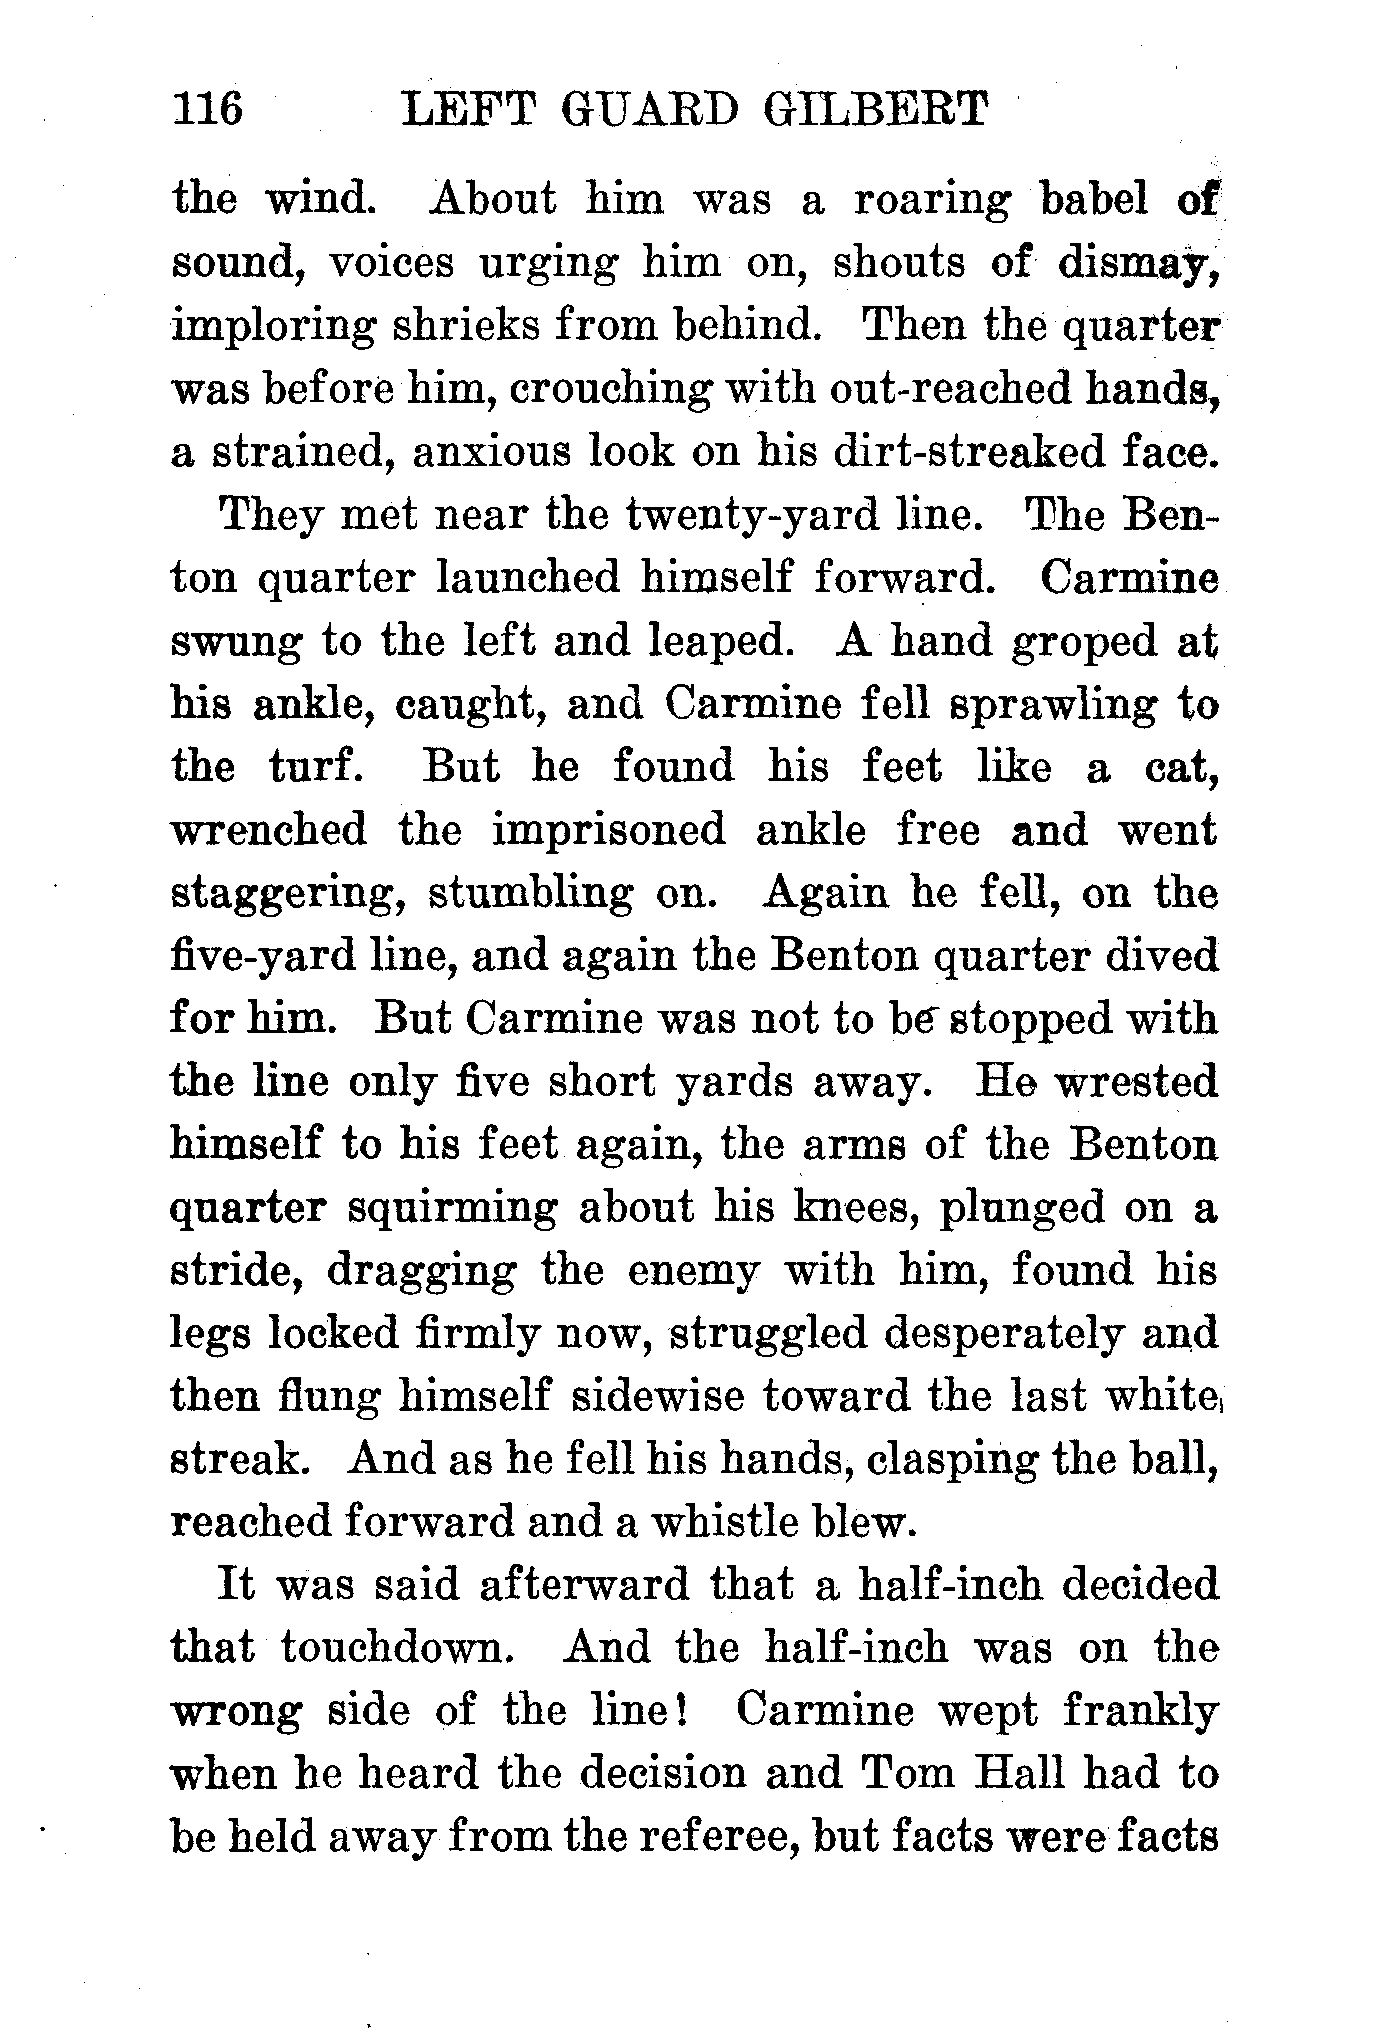 116 LEFT GUARD GILBERT
the wind. About him was a roaring babel of
sound, voices urging him on, shouts of dismay,
imploring shrieks from behind. Then the quarter
was before him, crouching with out-reached hands,
a strained, anxious look on his dirt-streaked face.
They met near the twenty-yard line. The Ben-
ton quarter launched himself forward. Carmine
swung to the left and leaped. A hand groped at
his ankle, caught, and Carmine fell sprawling to
the turf. But he found his feet like a cat,
wrenched the imprisoned ankle free and went
staggering, stumbling on. Again he fell, on the
five-yard line, and again the Benton quarter dived
for him. But Carmine was not to be stopped with
the line only five short yards away. He wrested
himself to his feet again, the arms of the Benton
quarter squirming about his knees, plunged on a
stride, dragging the enemy with him, found his
legs locked firmly now, struggled desperately and
then flung himself sidewise toward the last white
streak. And as he fell his hands, clasping the ball,
reached forward and a whistle blew.
It was said afterward that a half-inch decided
that touchdown. And the half-inch was on the
wrong side of the line! Carmine wept frankly
when he heard the decision and Tom Hall had to
be held away from the referee, but facts were facts